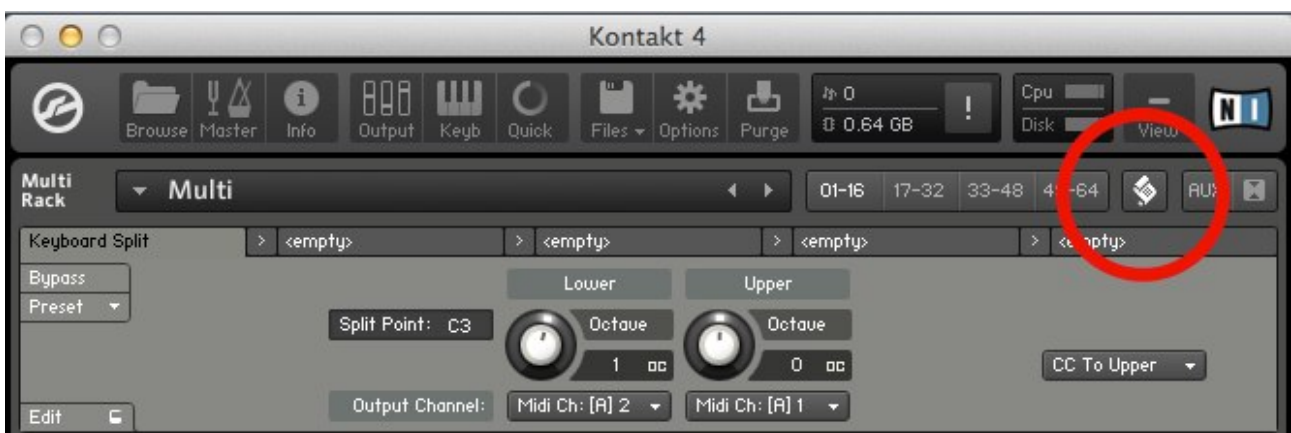 Kontakt 4
Browse Master Info Output Keyb Quick Files Options Purge
0
0.64 GB
!
Cpu
Disk
View
NI
Multi Rack
Multi
01-16 17-32 33-48 -64 AUX
Keyboard Split > <empty> > <empty> > <empty> > <empty>
Bypass
Preset
Lower Upper
Split Point: C3
Octave Octave
1 oc 0 oc
CC To Upper
Output Channel: Midi Ch: [A] 2 Midi Ch: [A] 1
Edit